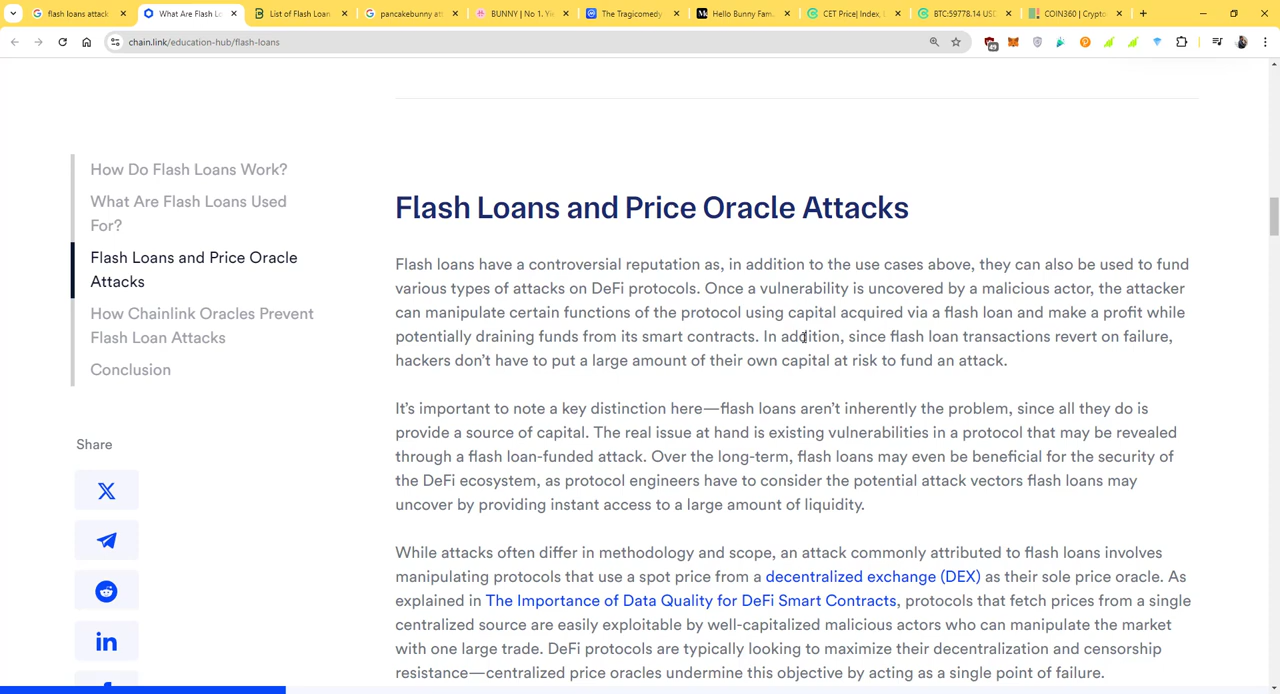 flash loans attack
What Are Flash Lo
List of Flash Loan
pancakebunny at
BUNNY | No 1. Yi
The Tragicomedy
Hello Bunny Fam
CET Price| Index, L
BTC:59778.14 USD
COIN360 | Crypto
chain.link/education-hub/flash-loans
How Do Flash Loans Work?
What Are Flash Loans Used
For?
Flash Loans and Price Oracle
Attacks
How Chainlink Oracles Prevent
Flash Loan Attacks
Conclusion
Share
Flash Loans and Price Oracle Attacks
Flash loans have a controversial reputation as, in addition to the use cases above, they can also be used to fund
various types of attacks on DeFi protocols. Once a vulnerability is uncovered by a malicious actor, the attacker
can manipulate certain functions of the protocol using capital acquired via a flash loan and make a profit while
potentially draining funds from its smart contracts. In addition, since flash loan transactions revert on failure,
hackers don’t have to put a large amount of their own capital at risk to fund an attack.
It’s important to note a key distinction here—flash loans aren’t inherently the problem, since all they do is
provide a source of capital. The real issue at hand is existing vulnerabilities in a protocol that may be revealed
through a flash loan-funded attack. Over the long-term, flash loans may even be beneficial for the security of
the DeFi ecosystem, as protocol engineers have to consider the potential attack vectors flash loans may
uncover by providing instant access to a large amount of liquidity.
While attacks often differ in methodology and scope, an attack commonly attributed to flash loans involves
manipulating protocols that use a spot price from a decentralized exchange (DEX) as their sole price oracle. As
explained in The Importance of Data Quality for DeFi Smart Contracts, protocols that fetch prices from a single
centralized source are easily exploitable by well-capitalized malicious actors who can manipulate the market
with one large trade. DeFi protocols are typically looking to maximize their decentralization and censorship
resistance—centralized price oracles undermine this objective by acting as a single point of failure.